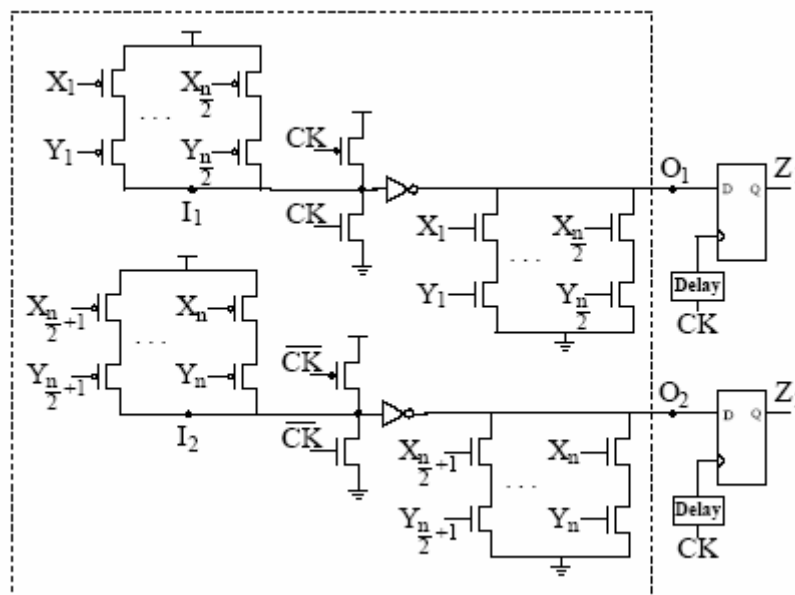 X1 Xn/2
. . .
Y1 Yn/2
CK
I1
CK
O1
D Q
Z
X1 Xn/2
. . .
Y1 Yn/2
Delay
CK
Xn/2+1 Xn
. . .
Yn/2+1 Yn
CK
I2
CK
O2
D Q
Z
Xn/2+1 Xn
. . .
Yn/2+1 Yn
Delay
CK